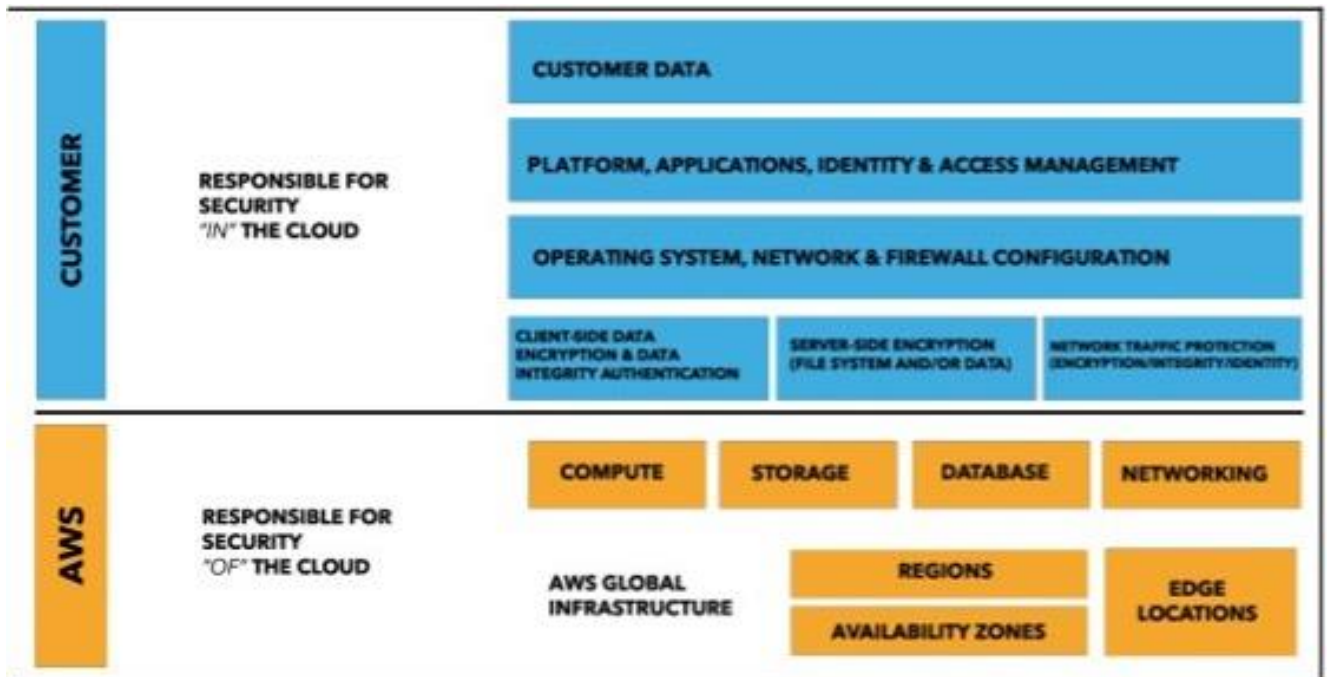 CUSTOMER
RESPONSIBLE FOR
SECURITY
"IN" THE CLOUD
CUSTOMER DATA
PLATFORM, APPLICATIONS, IDENTITY & ACCESS MANAGEMENT
OPERATING SYSTEM, NETWORK & FIREWALL CONFIGURATION
CLIENT-SIDE DATA
ENCRYPTION & DATA
INTEGRITY AUTHENTICATION
SERVER-SIDE ENCRYPTION
(FILE SYSTEM AND/OR DATA)
NETWORK TRAFFIC PROTECTION
(ENCRYPTION/INTEGRITY/IDENTITY)
AWS
RESPONSIBLE FOR
SECURITY
"OF" THE CLOUD
COMPUTE
STORAGE
DATABASE
NETWORKING
AWS GLOBAL
INFRASTRUCTURE
REGIONS
AVAILABILITY ZONES
EDGE
LOCATIONS